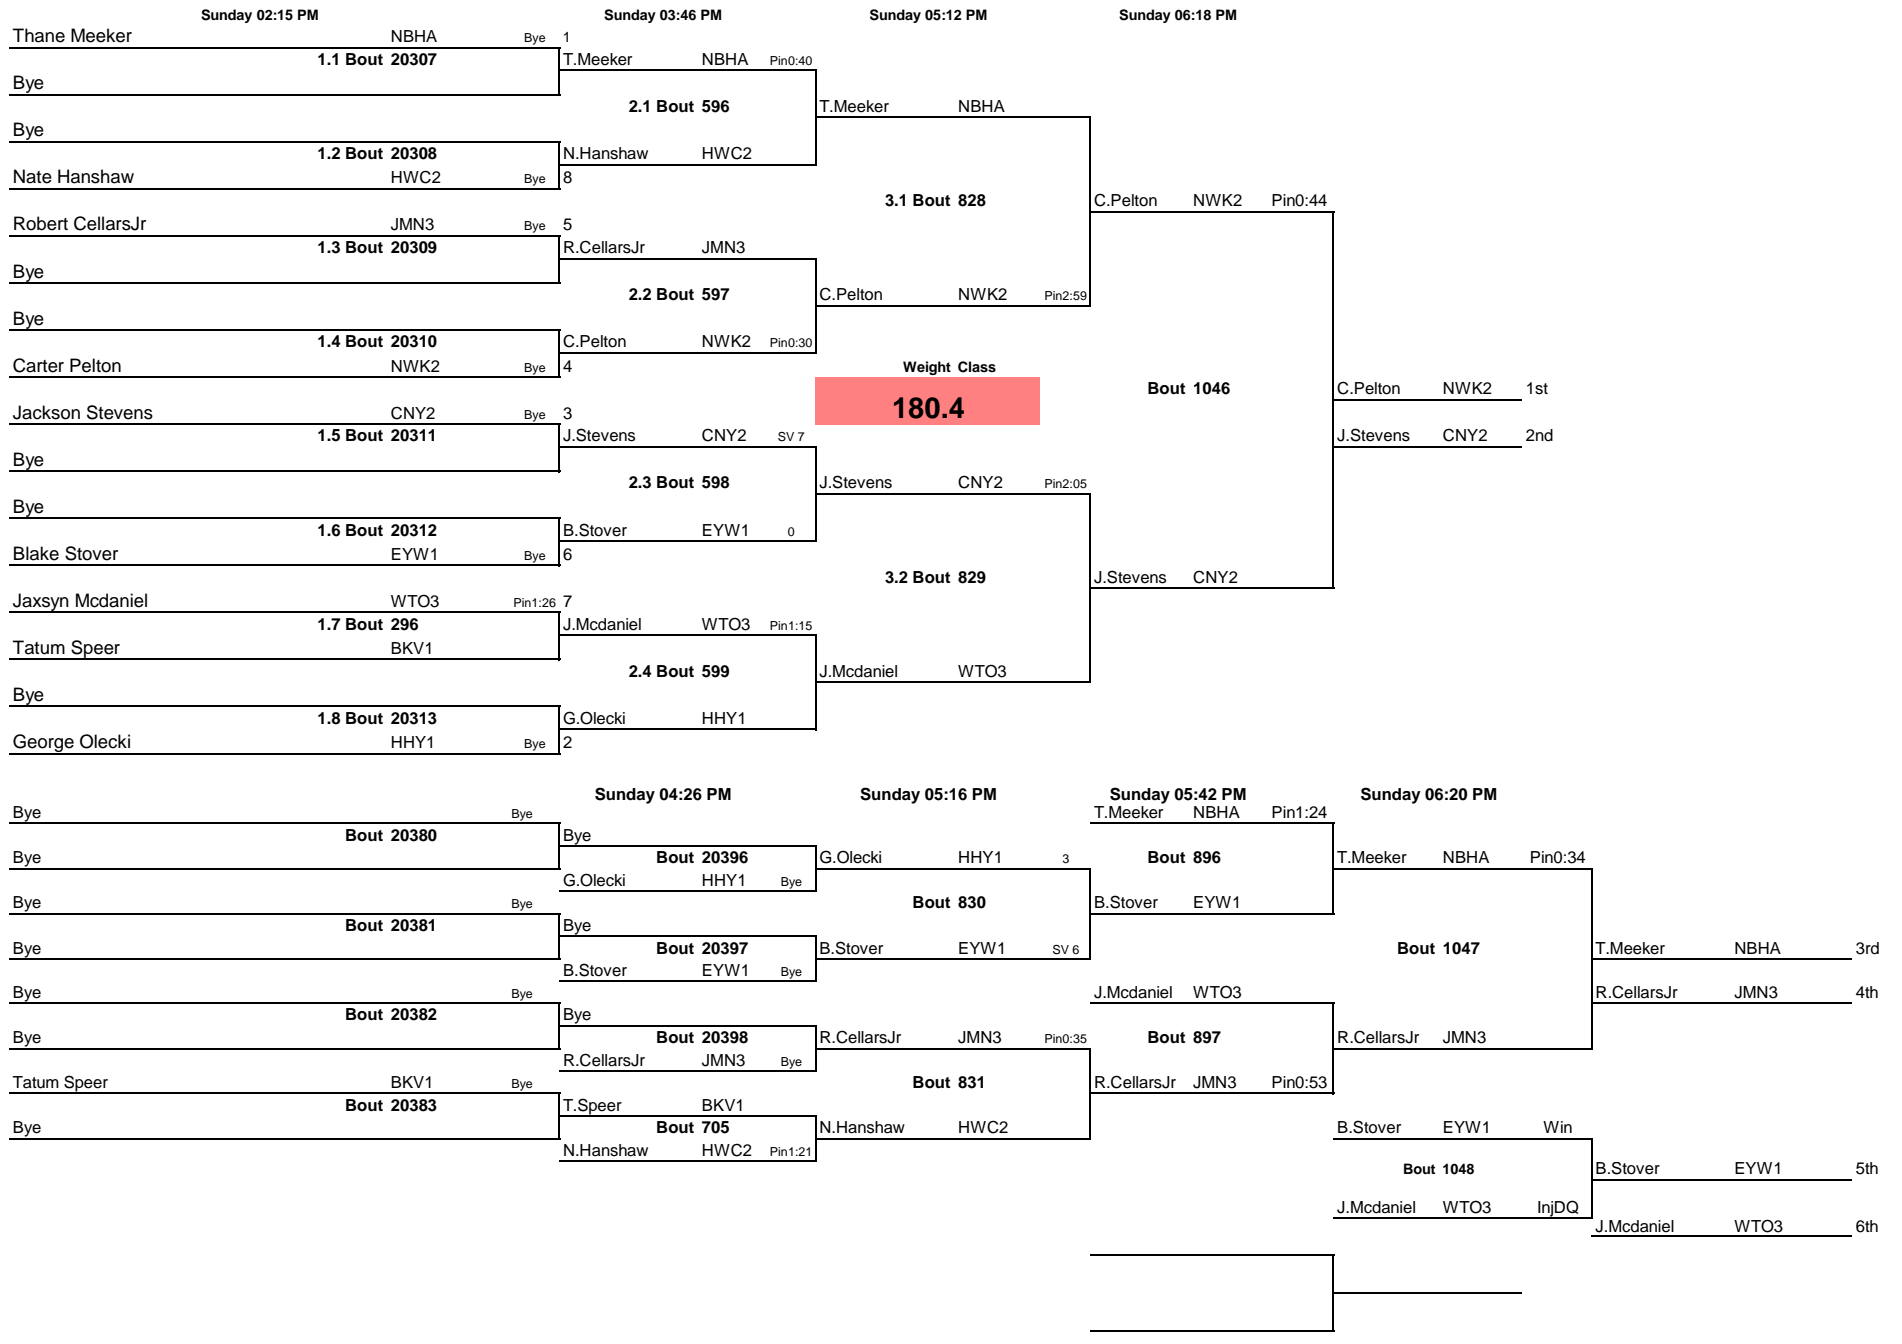 Sunday 02:15 PM Sunday 03:46 PM Sunday 05:12 PM Sunday 06:18 PM
Thane Meeker NBHA Bye 1
1.1 Bout 20307 T.Meeker NBHA Pin0:40
Bye
2.1 Bout 596 T.Meeker NBHA
Bye
1.2 Bout 20308 N.Hanshaw HWC2
Nate Hanshaw HWC2 Bye 8
3.1 Bout 828 C.Pelton NWK2 Pin0:44
Robert CellarsJr JMN3 Bye 5
1.3 Bout 20309 R.CellarsJr JMN3
Bye
2.2 Bout 597 C.Pelton NWK2 Pin2:59
Bye
1.4 Bout 20310 C.Pelton NWK2 Pin0:30
Carter Pelton NWK2 Bye 4 Weight Class
Bout 1046 C.Pelton NWK2 1st
Jackson Stevens CNY2 Bye 3 180.4
1.5 Bout 20311 J.Stevens CNY2 SV 7 J.Stevens CNY2 2nd
Bye
2.3 Bout 598 J.Stevens CNY2 Pin2:05
Bye
1.6 Bout 20312 B.Stover EYW1 0
Blake Stover EYW1 Bye 6
3.2 Bout 829 J.Stevens CNY2
Jaxsyn Mcdaniel WTO3 Pin1:26 7
1.7 Bout 296 J.Mcdaniel WTO3 Pin1:15
Tatum Speer BKV1
2.4 Bout 599 J.Mcdaniel WTO3
Bye
1.8 Bout 20313 G.Olecki HHY1
George Olecki HHY1 Bye 2
Sunday 04:26 PM Sunday 05:16 PM Sunday 05:42 PM Sunday 06:20 PM
Bye Bye T.Meeker NBHA Pin1:24
Bout 20380 Bye
Bye Bout 20396 G.Olecki HHY1 3 Bout 896 T.Meeker NBHA Pin0:34
G.Olecki HHY1 Bye
Bye Bye Bout 830 B.Stover EYW1
Bout 20381 Bye
Bye Bout 20397 B.Stover EYW1 SV 6 Bout 1047 T.Meeker NBHA 3rd
B.Stover EYW1 Bye
Bye Bye J.Mcdaniel WTO3 R.CellarsJr JMN3 4th
Bout 20382 Bye
Bye Bout 20398 R.CellarsJr JMN3 Pin0:35 Bout 897 R.CellarsJr JMN3
R.CellarsJr JMN3 Bye
Tatum Speer BKV1 Bye Bout 831 R.CellarsJr JMN3 Pin0:53
Bout 20383 T.Speer BKV1
Bye Bout 705 N.Hanshaw HWC2 B.Stover EYW1 Win
N.Hanshaw HWC2 Pin1:21
Bout 1048 B.Stover EYW1 5th
J.Mcdaniel WTO3 InjDQ
J.Mcdaniel WTO3 6th